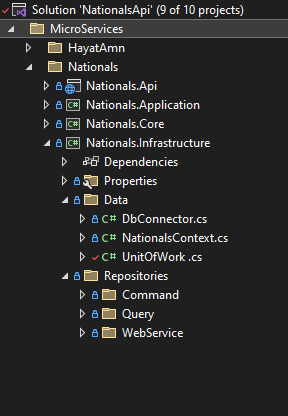 Solution 'NationalsApi' (9 of 10 projects)
MicroServices
HayatAmn
Nationals
Nationals.Api
C# Nationals.Application
C# Nationals.Core
C# Nationals.Infrastructure
Dependencies
Properties
Data
C# DbConnector.cs
C# NationalsContext.cs
C# UnitOfWork .cs
Repositories
Command
Query
WebService